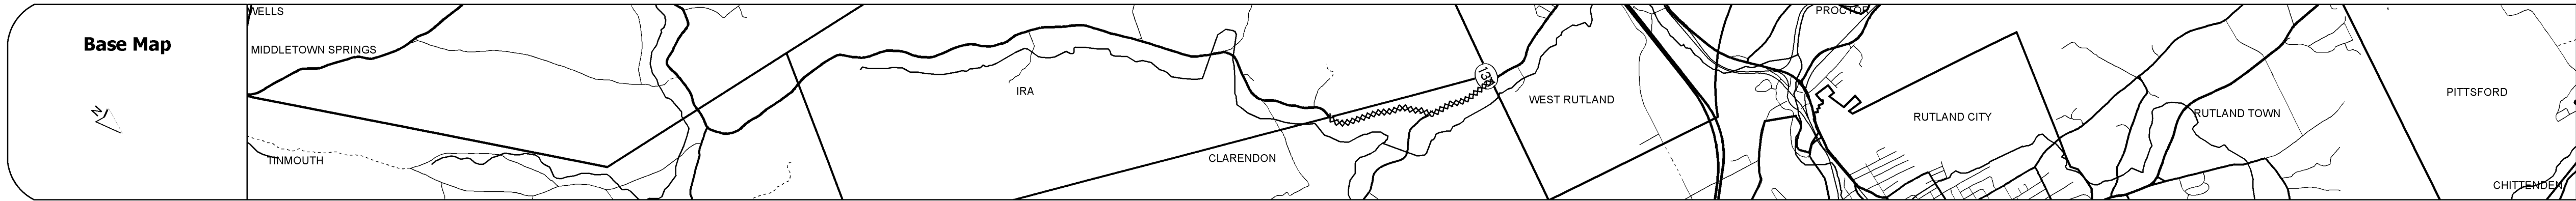 Base Map
N
WELLS
MIDDLETOWN SPRINGS
TINMOUTH
IRA
CLARENDON
133
WEST RUTLAND
PROCTOR
RUTLAND CITY
RUTLAND TOWN
PITTSFORD
CHITTENDEN